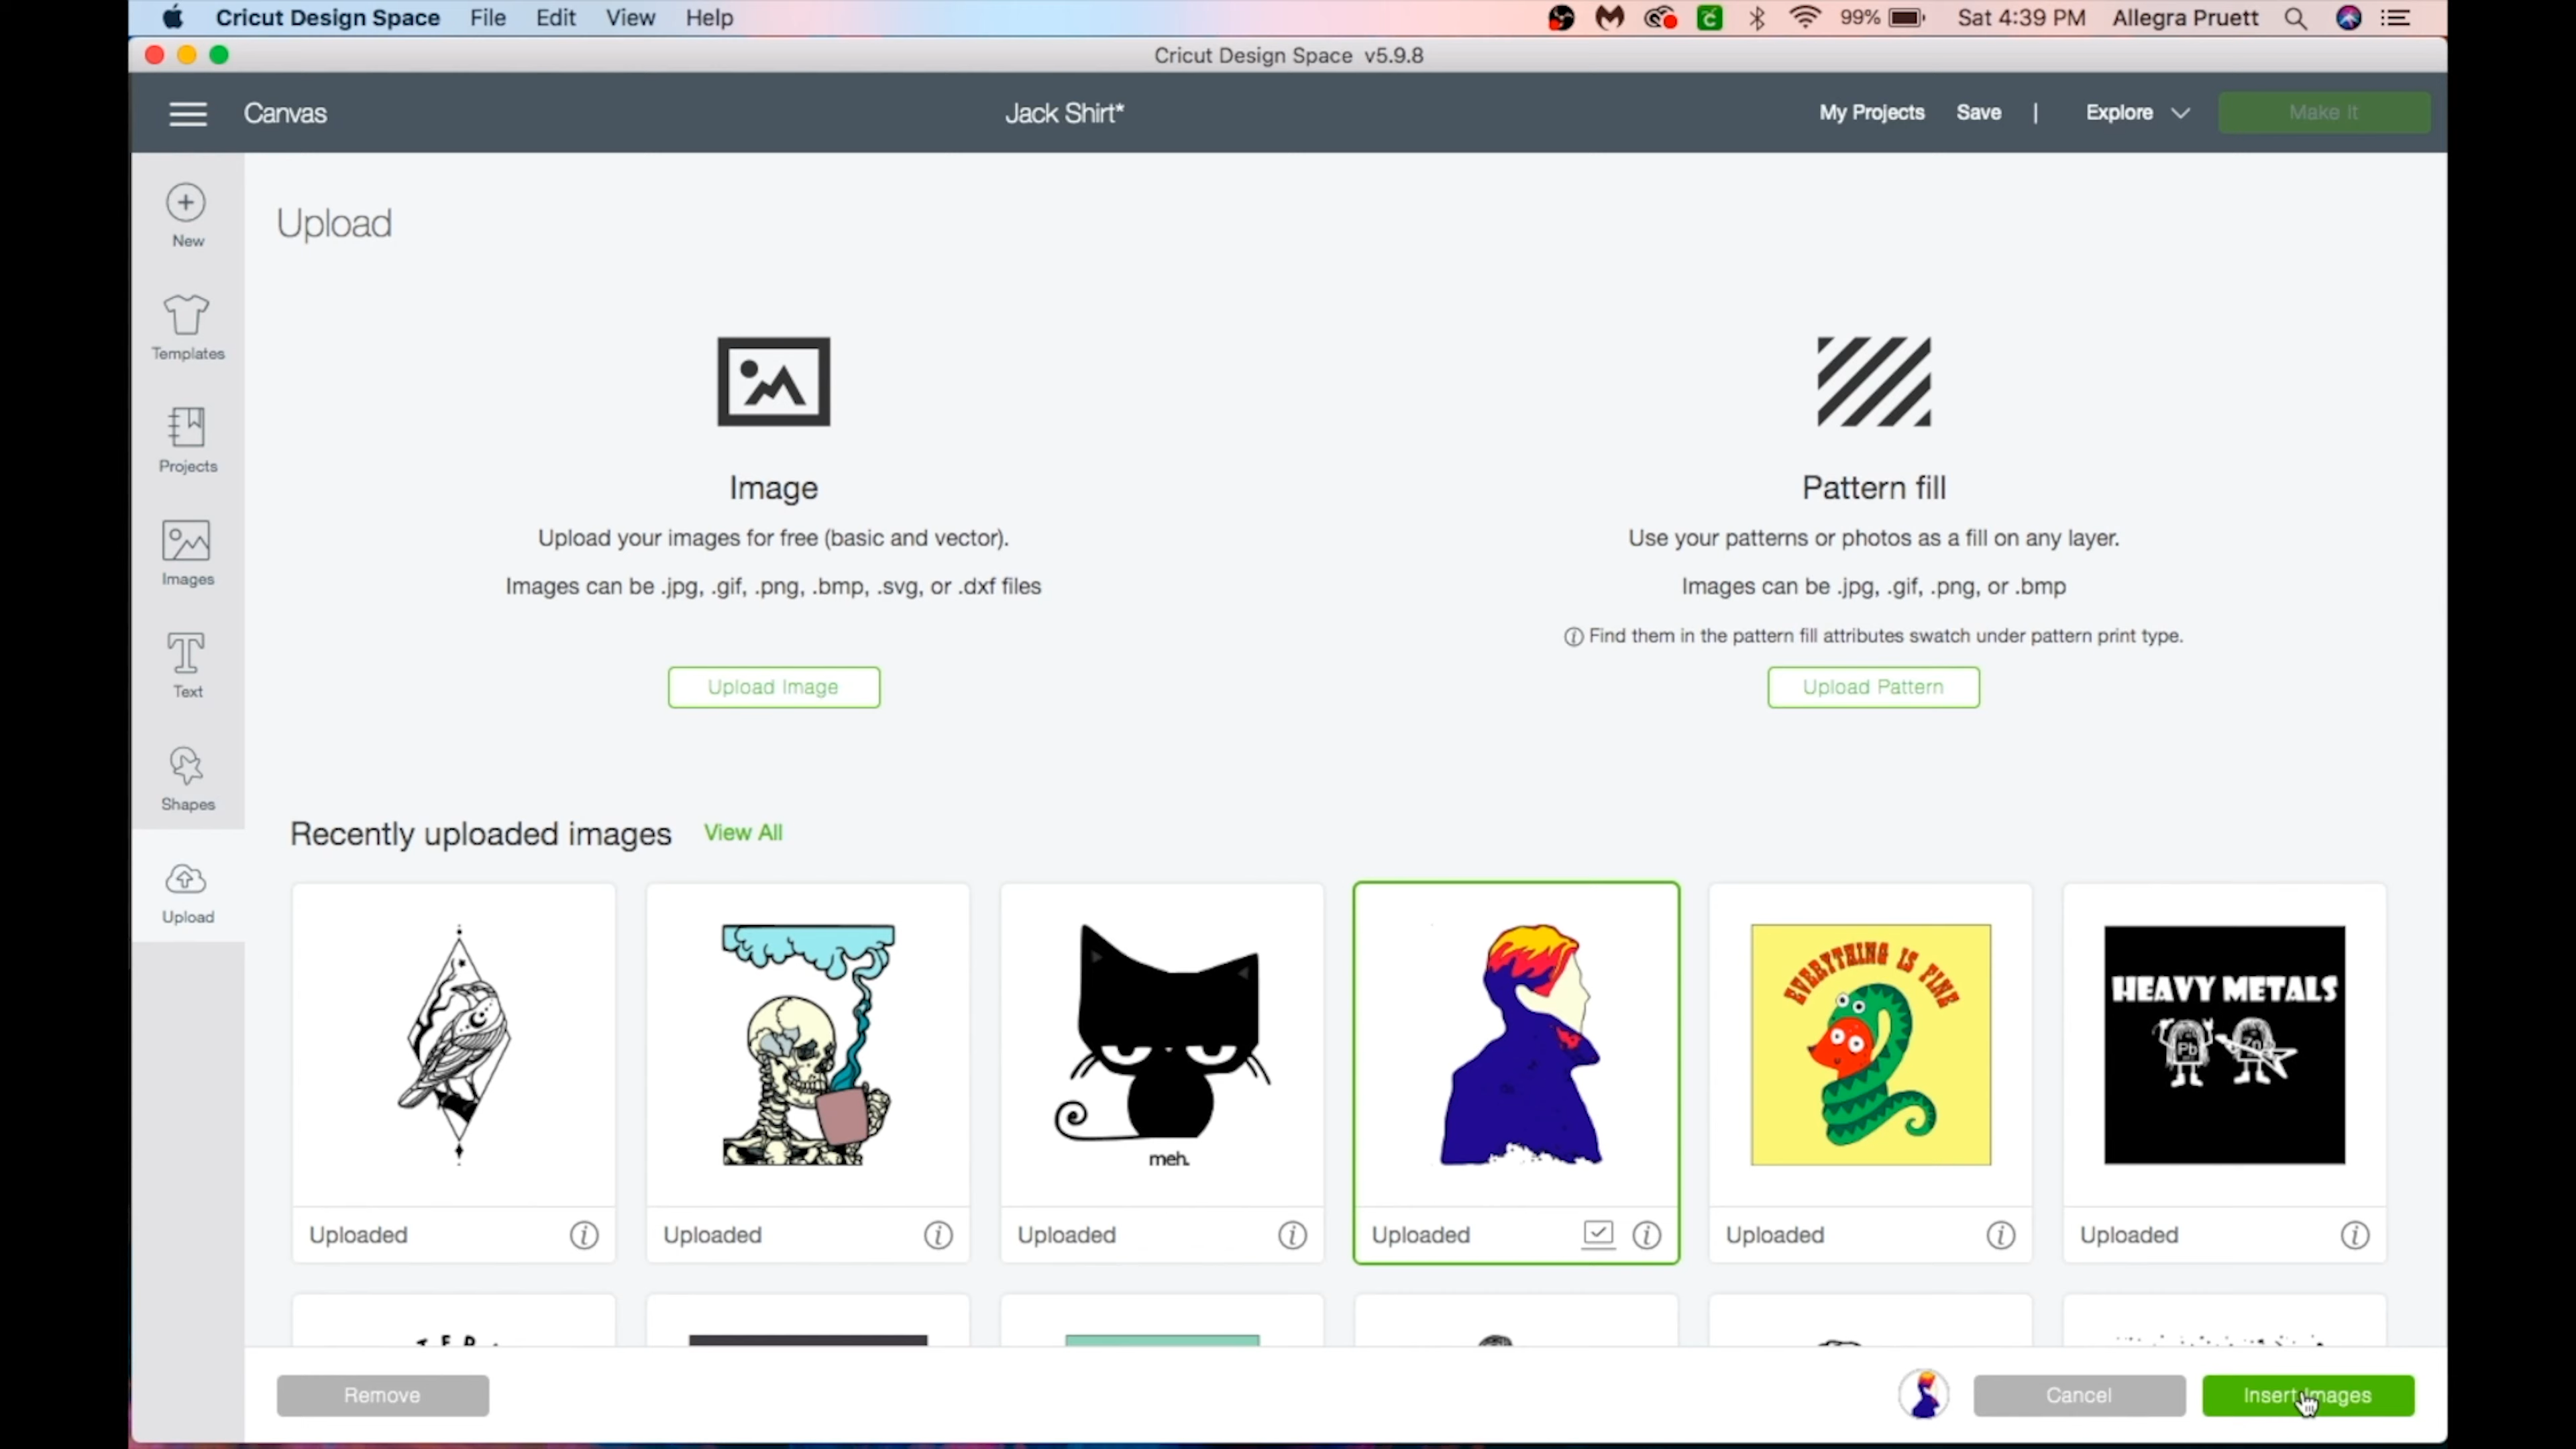 Cricut Design Space File Edit View Help 99% Sat 4:39 PM Allegra Pruett
Cricut Design Space v5.9.8
Canvas Jack Shirt* My Projects Save | Explore Make It
New
Templates
Projects
Images
Text
Shapes
Upload
Upload
Image
Upload your images for free (basic and vector).
Images can be .jpg, .gif, .png, .bmp, .svg, or .dxf files
Upload Image
Pattern fill
Use your patterns or photos as a fill on any layer.
Images can be .jpg, .gif, .png, or .bmp
Find them in the pattern fill attributes swatch under pattern print type.
Upload Pattern
Recently uploaded images View All
meh.
EVERYTHING IS FINE
HEAVY METALS
Pb Zn
Uploaded Uploaded Uploaded Uploaded Uploaded Uploaded
Remove Cancel Insert Images